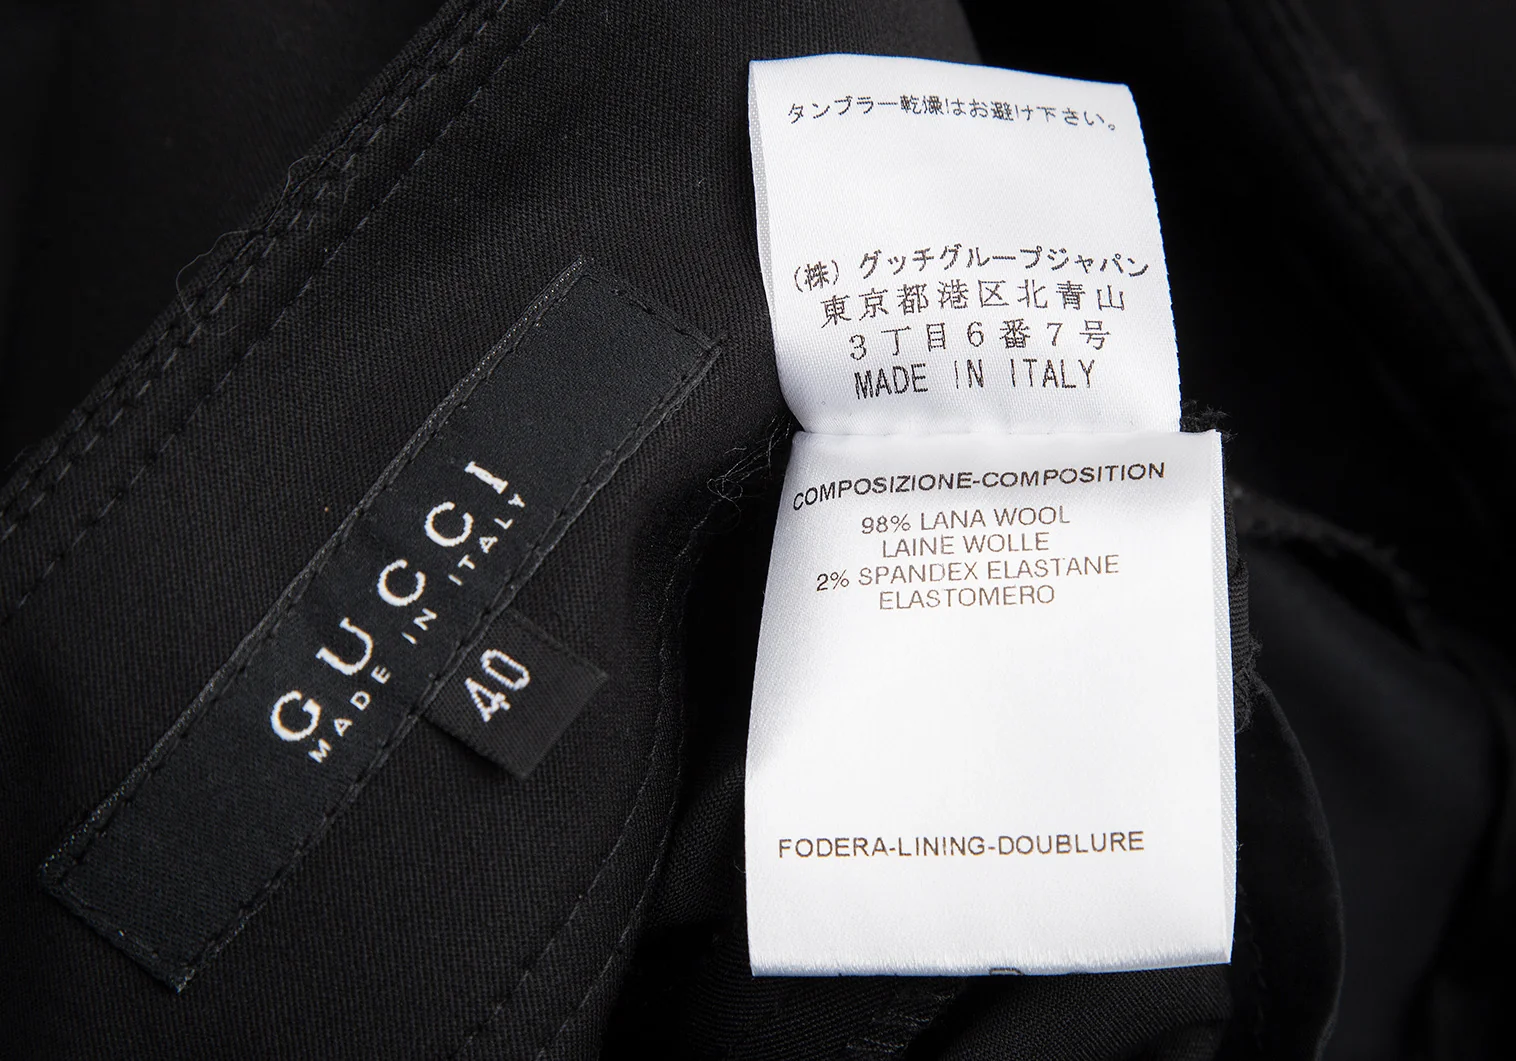 GUCCI
MADE IN ITALY
40
タンブラー乾燥はお避け下さい。
(株) グッチグループジャパン
東京都港区北青山
3丁目6番7号
MADE IN ITALY
COMPOSIZIONE-COMPOSITION
98% LANA WOOL
LAINE WOLLE
2% SPANDEX ELASTANE
ELASTOMERO
FODERA-LINING-DOUBLURE